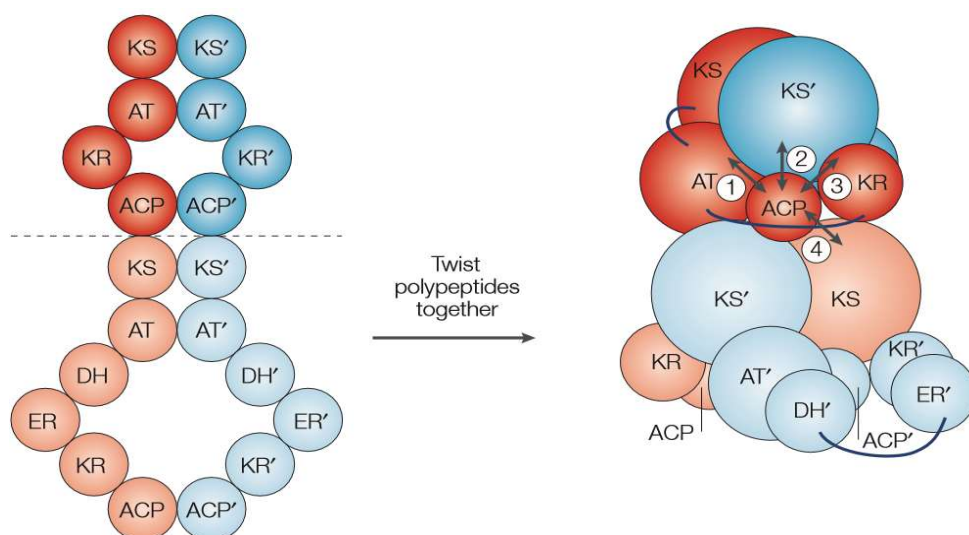 KS KS′
AT AT′
KR KR′
ACP ACP′
KS KS′
AT AT′
DH DH′
ER ER′
KR KR′
ACP ACP′
Twist
polypeptides
together
KS
KS′
AT 1 2 3 KR
ACP
4
KS′ KS
KR KR′
AT′ ER′
DH′
ACP ACP′